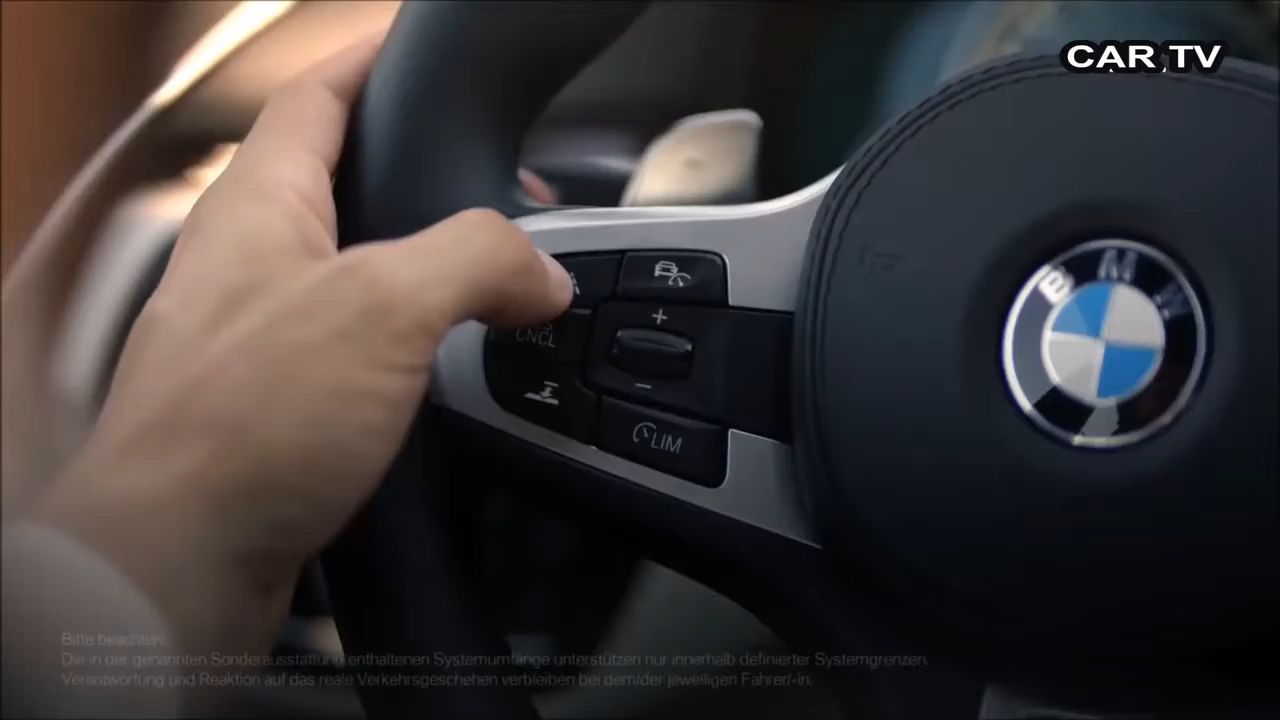 CAR TV
BMW
+
CNCL
−
LIM
Bitte beachten:
Die in der genannten Sonderausstattung enthaltenen Systemumfänge unterstützen nur innerhalb definierter Systemgrenzen.
Verantwortung und Reaktion auf das reale Verkehrsgeschehen verbleiben bei dem/der jeweiligen Fahrer/-in.